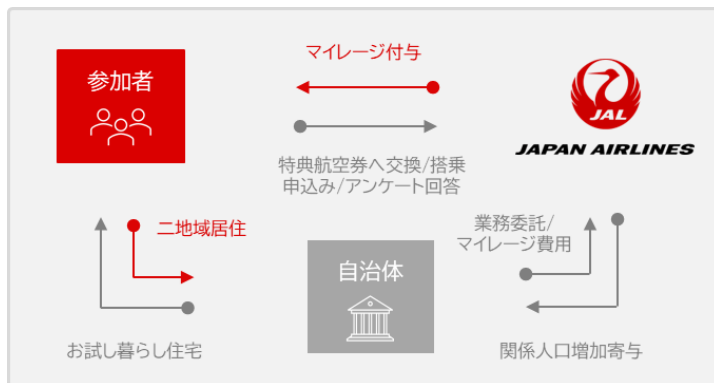 マイレージ付与
参加者
JAL
JAPAN AIRLINES
特典航空券へ交換/搭乗
申込み/アンケート回答
二地域居住
業務委託/
マイレージ費用
自治体
お試し暮らし住宅
関係人口増加寄与